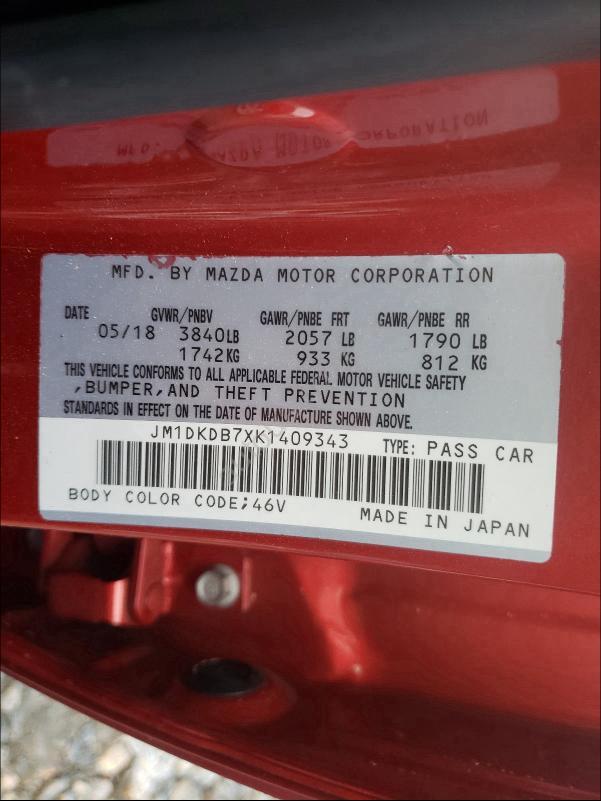 MFD. BY MAZDA MOTOR CORPORATION
DATE GVWR/PNBV GAWR/PNBE FRT GAWR/PNBE RR
05/18 3840LB 2057 LB 1790 LB
1742KG 933 KG 812 KG
THIS VEHICLE CONFORMS TO ALL APPLICABLE FEDERAL MOTOR VEHICLE SAFETY
,BUMPER,AND THEFT PREVENTION
STANDARDS IN EFFECT ON THE DATE OF MANUFACTURE SHOWN ABOVE.
JM1DKDB7XK1409343 TYPE: PASS CAR
BODY COLOR CODE;46V MADE IN JAPAN